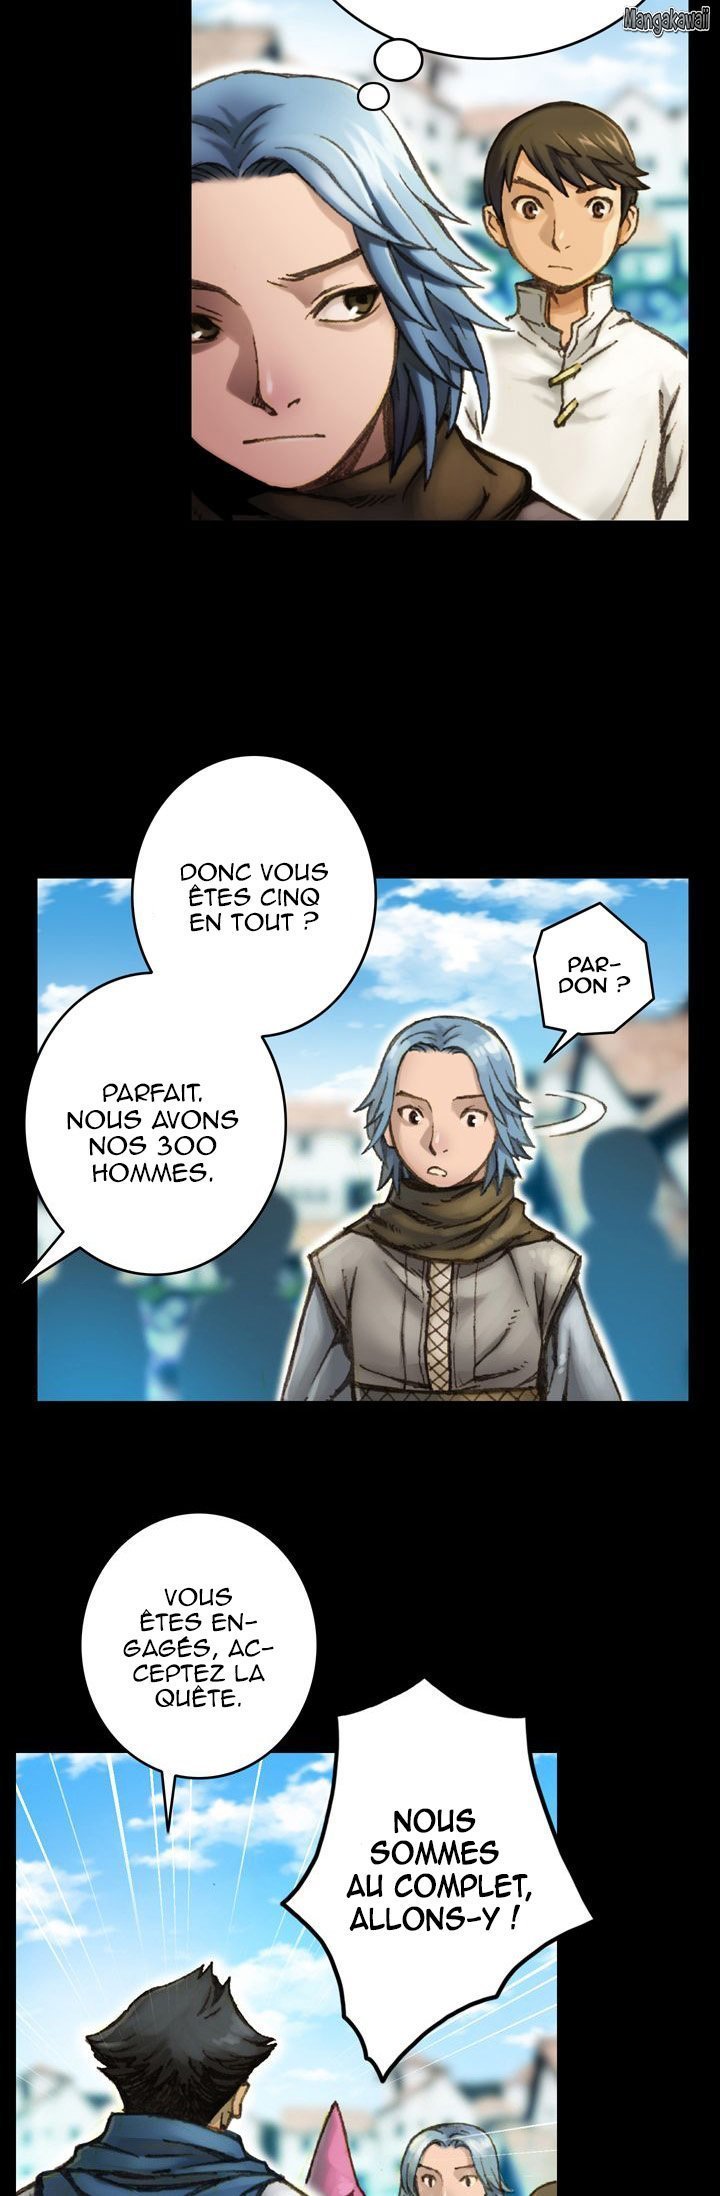 Mangakawaii
DONC VOUS
ÊTES CINQ
EN TOUT ?
PAR-
DON ?
PARFAIT.
NOUS AVONS
NOS 300
HOMMES.
VOUS
ÊTES EN-
GAGÉS, AC-
CEPTEZ LA
QUÊTE.
NOUS
SOMMES
AU COMPLET,
ALLONS-Y !